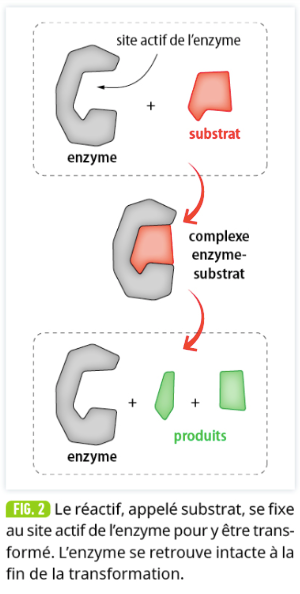 site actif de l'enzyme
+
substrat
enzyme
complexe
enzyme-
substrat
+
+
produits
enzyme
FIG. 2 Le réactif, appelé substrat, se fixe
au site actif de l'enzyme pour y être trans-
formé. L'enzyme se retrouve intacte à la
fin de la transformation.